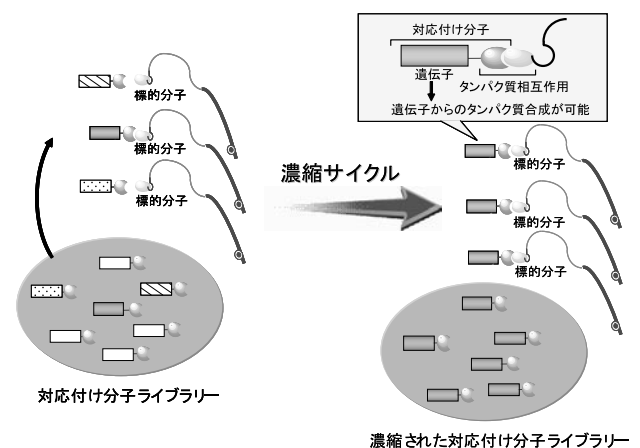 標的分子
標的分子
標的分子
対応付け分子ライブラリー
濃縮サイクル
対応付け分子
遺伝子
タンパク質相互作用
遺伝子からのタンパク質合成が可能
標的分子
標的分子
標的分子
濃縮された対応付け分子ライブラリー